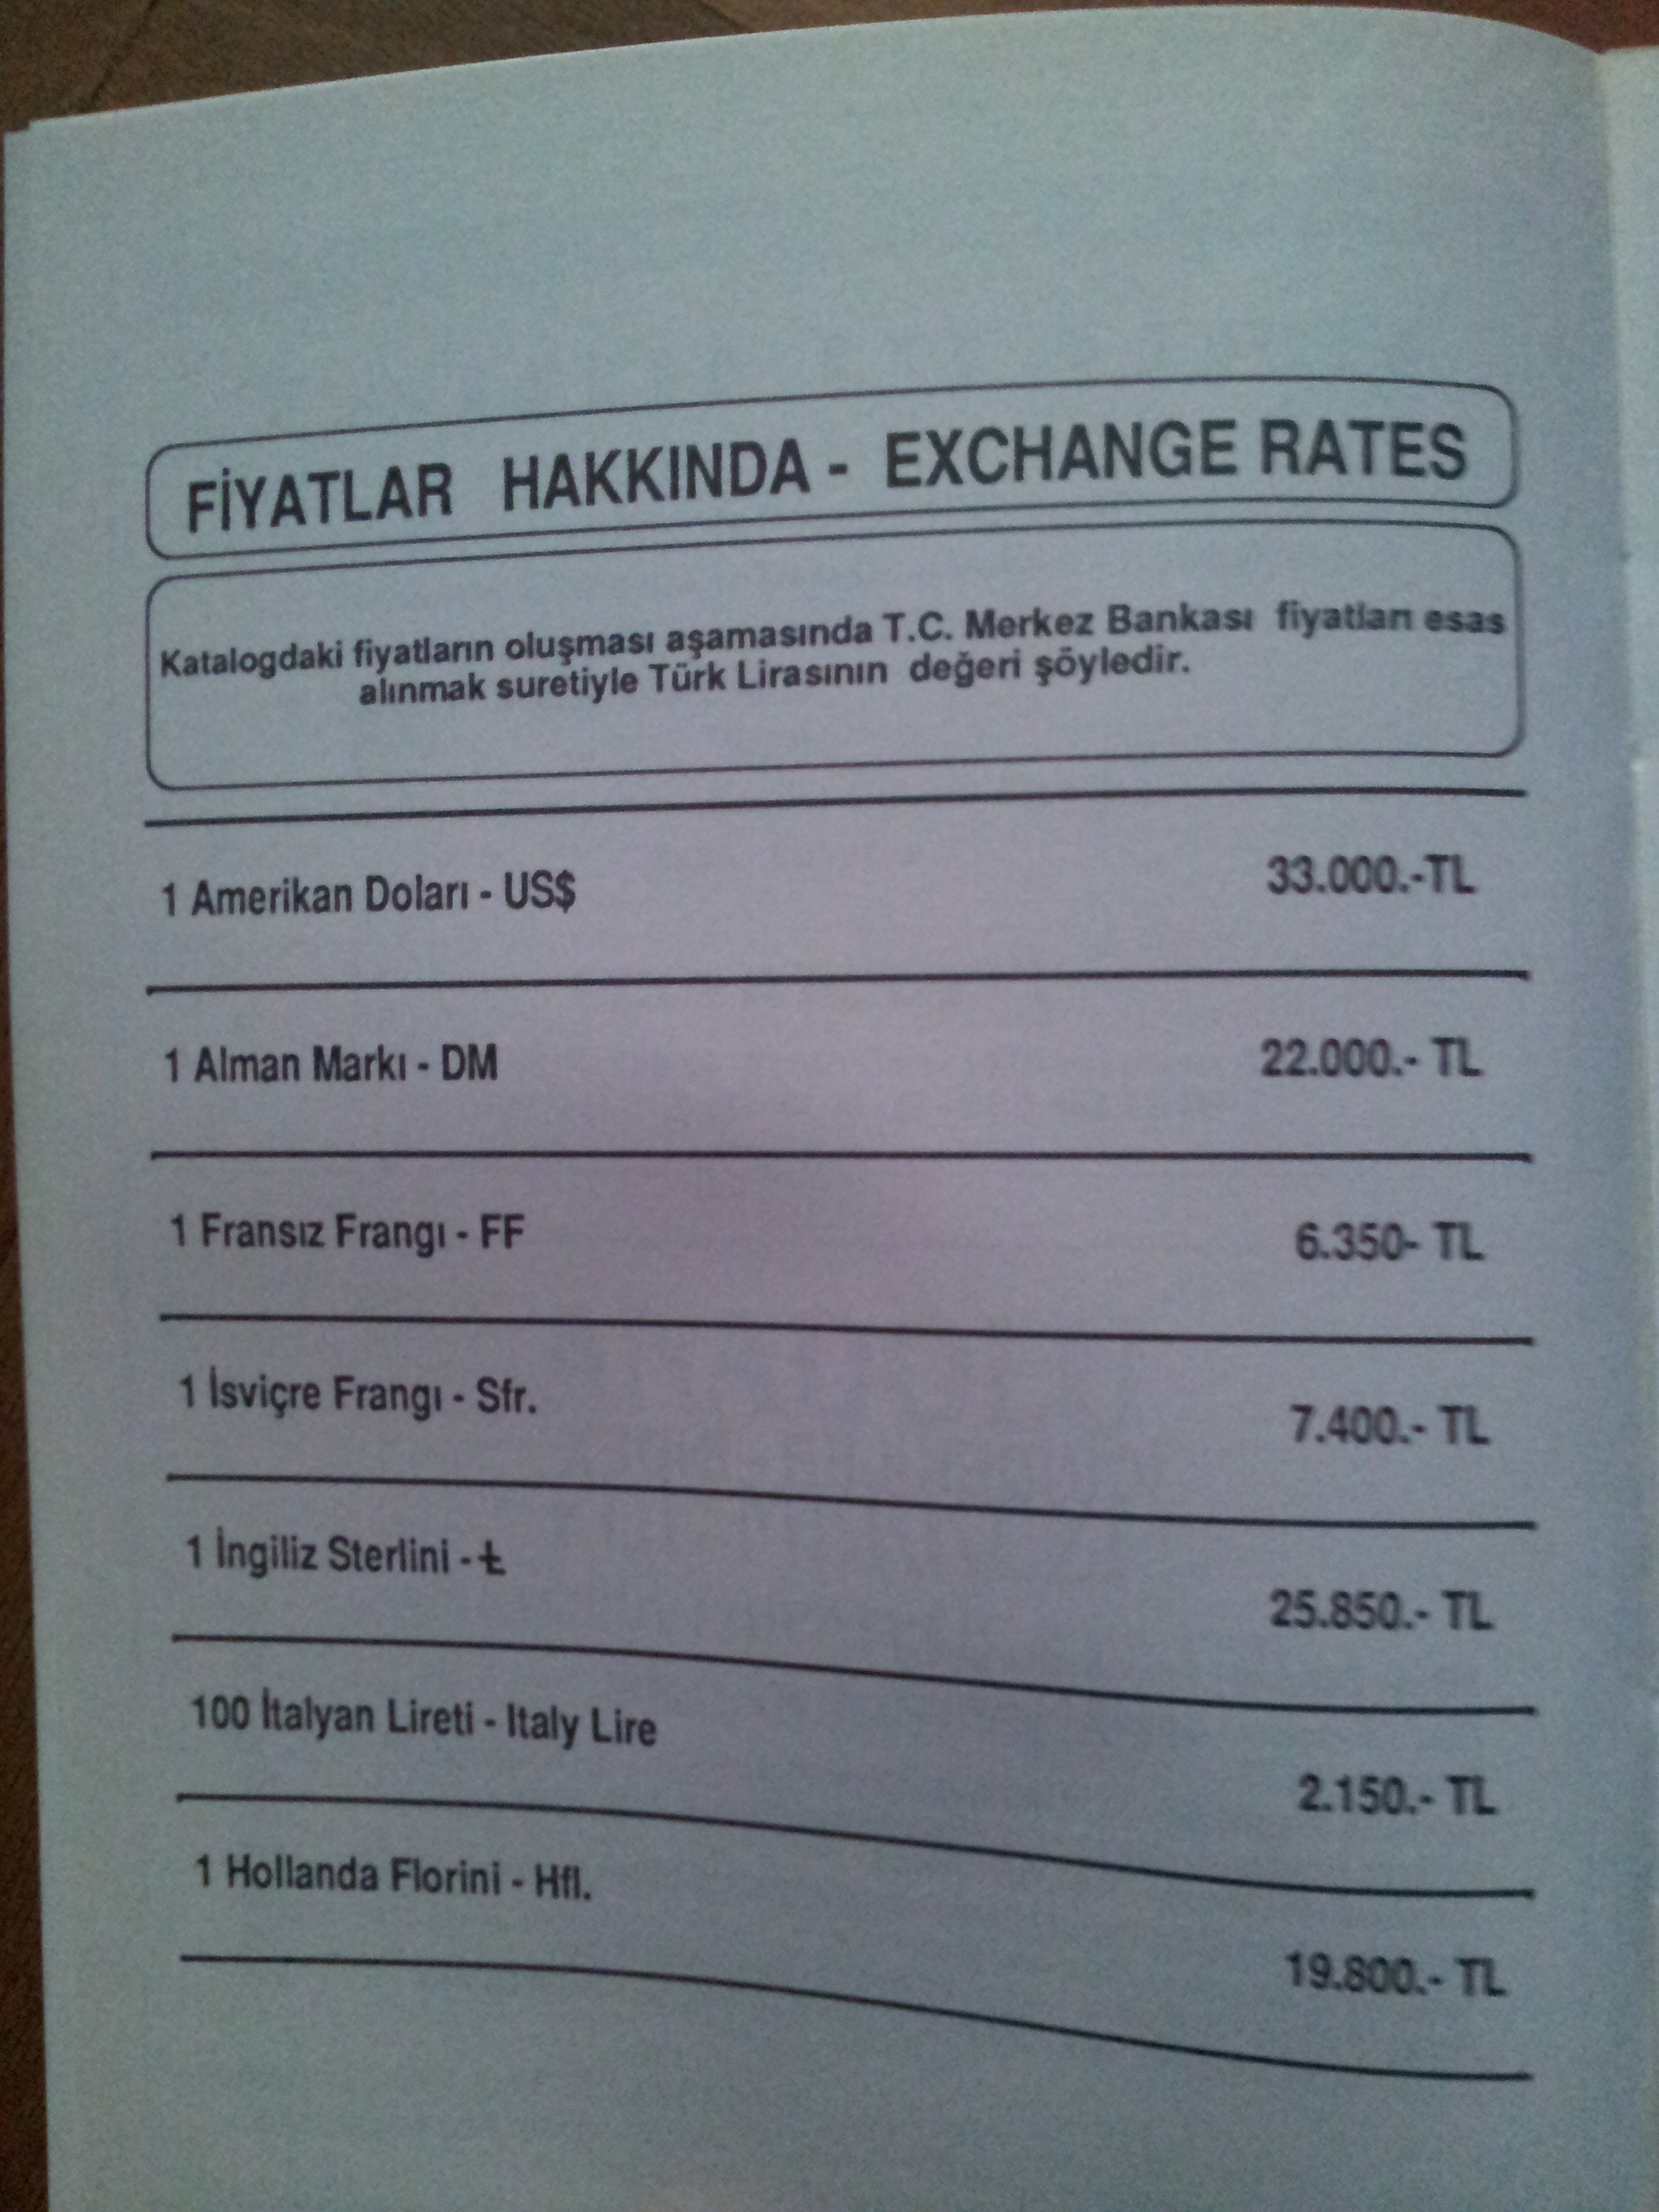 FİYATLAR HAKKINDA - EXCHANGE RATES
Katalogdaki fiyatların oluşması aşamasında T.C. Merkez Bankası fiyatları esas
alınmak suretiyle Türk Lirasının değeri şöyledir.
1 Amerikan Doları - US$ 33.000.-TL
1 Alman Markı - DM 22.000.- TL
1 Fransız Frangı - FF 6.350- TL
1 İsviçre Frangı - Sfr. 7.400.- TL
1 İngiliz Sterlini - Ł 25.850.- TL
100 İtalyan Lireti - Italy Lire 2.150.- TL
1 Hollanda Florini - Hfl. 19.800.- TL